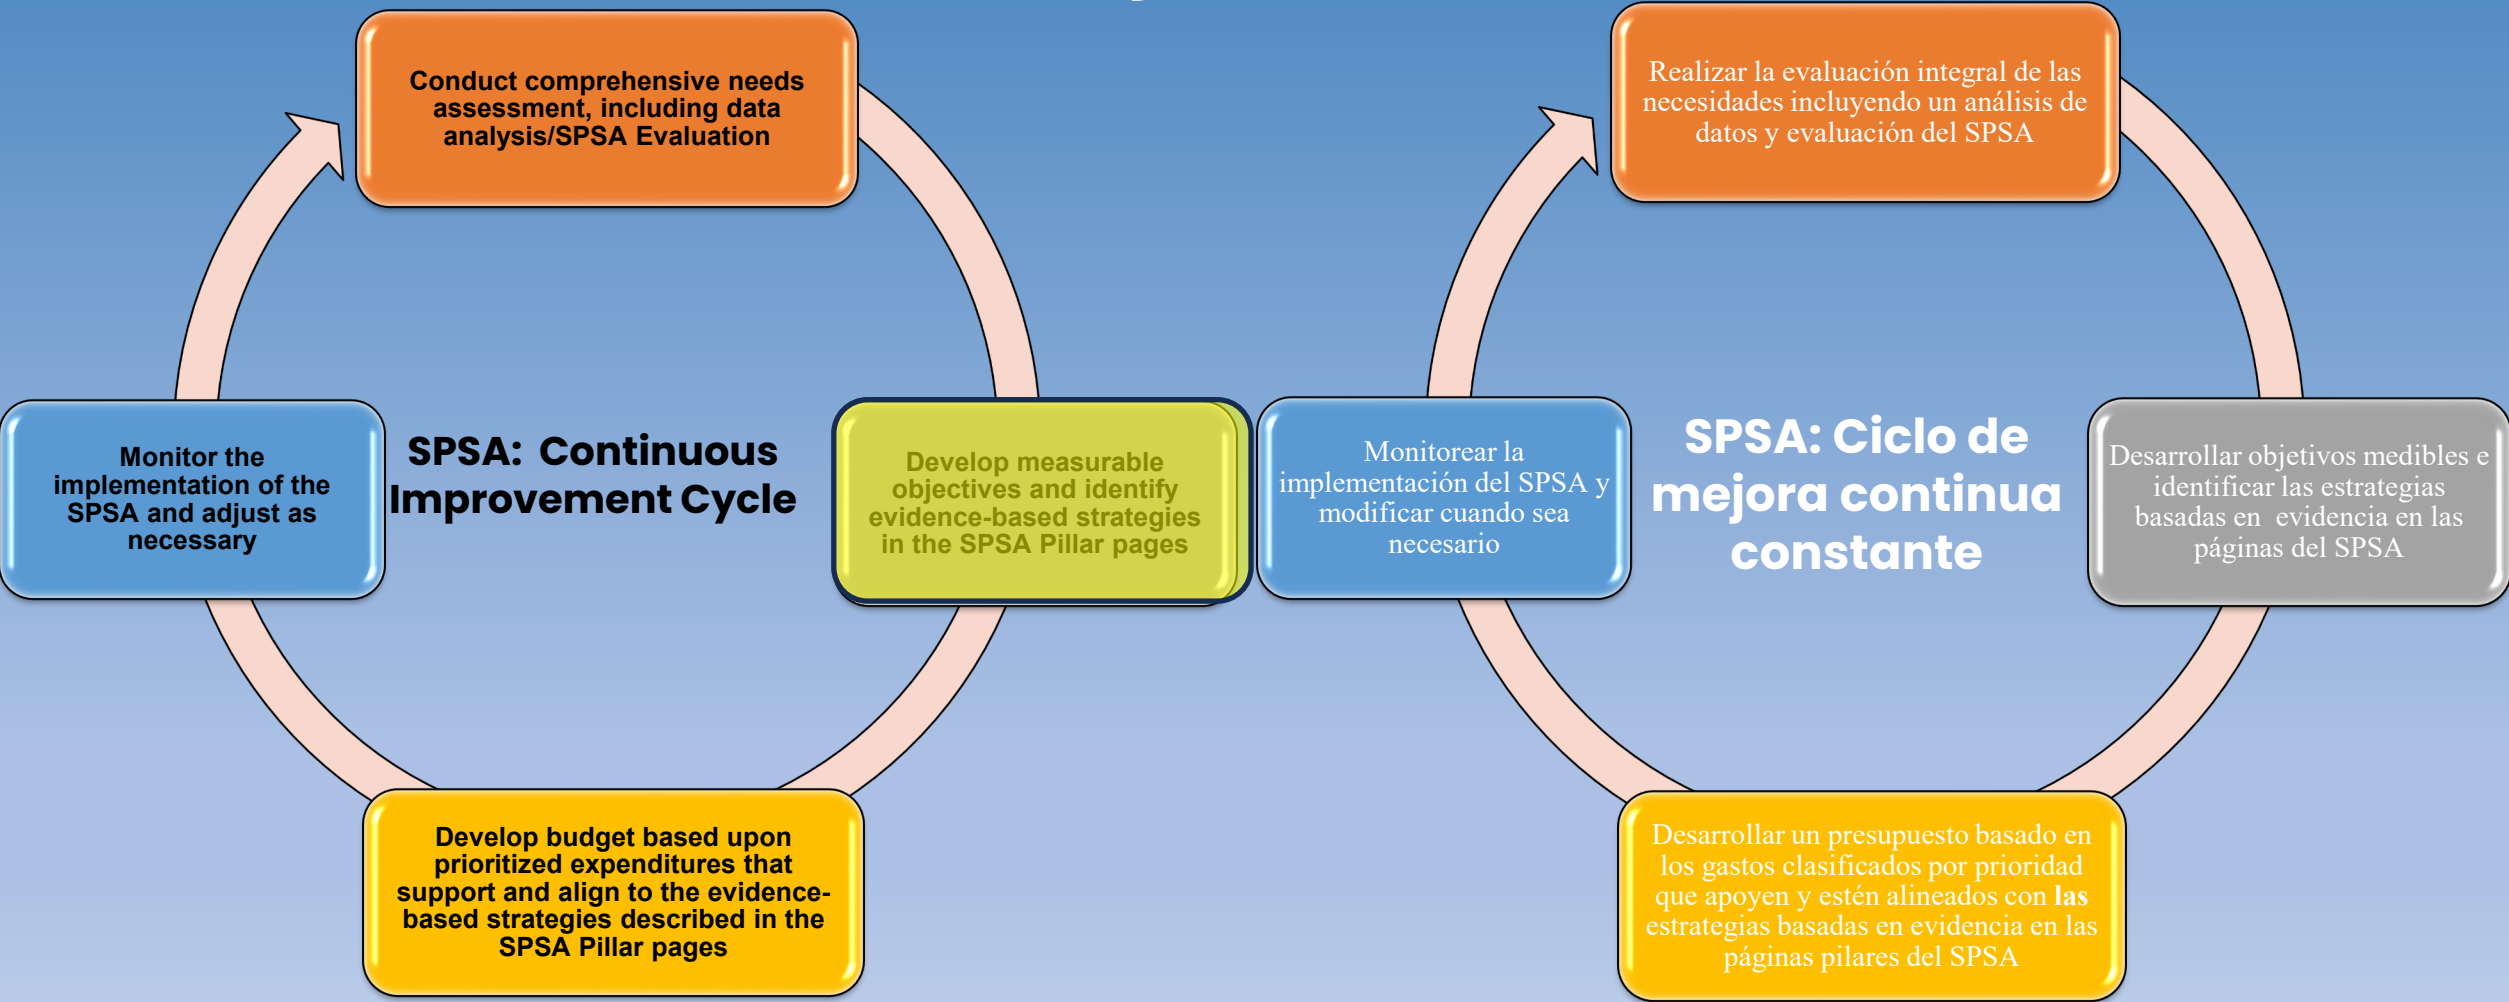 Conduct comprehensive needs
assessment, including data
analysis/SPSA Evaluation
Monitor the
implementation of the
SPSA and adjust as
necessary
SPSA: Continuous
Improvement Cycle
Develop measurable
objectives and identify
evidence-based strategies
in the SPSA Pillar pages
Develop budget based upon
prioritized expenditures that
support and align to the evidence-
based strategies described in the
SPSA Pillar pages
Realizar la evaluación integral de las
necesidades incluyendo un análisis de
datos y evaluación del SPSA
Monitorear la
implementación del SPSA y
modificar cuando sea
necesario
SPSA: Ciclo de
mejora continua
constante
Desarrollar objetivos medibles e
identificar las estrategias
basadas en evidencia en las
páginas del SPSA
Desarrollar un presupuesto basado en
los gastos clasificados por prioridad
que apoyen y estén alineados con las
estrategias basadas en evidencia en las
páginas pilares del SPSA